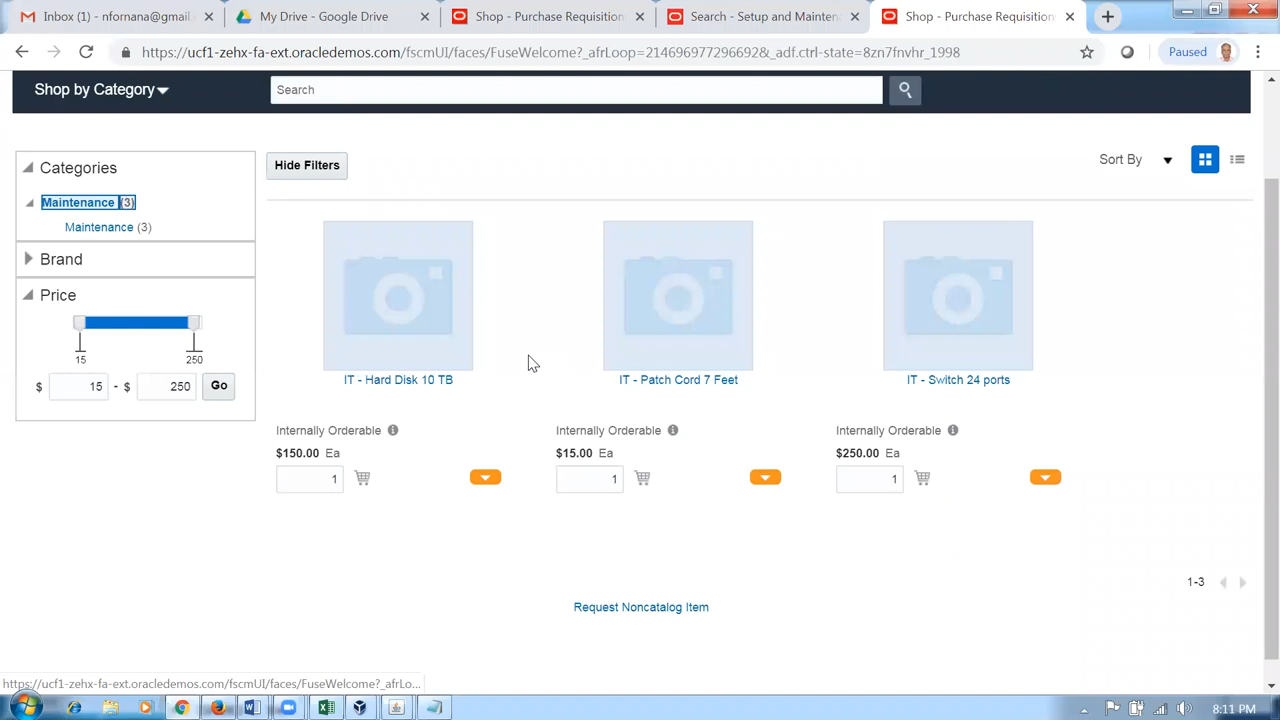 Inbox (1) - nfornana@gm
My Drive - Google Drive
Shop - Purchase Requisition
Search - Setup and Mainten
Shop - Purchase Requisition
https://ucf1-zehx-fa-ext.oracledemos.com/fscmUI/faces/FuseWelcome?_afrLoop=214696977296692&_adf.ctrl-state=8zn7fnvhr_1998
Paused
Shop by Category
Search
Categories
Hide Filters
Sort By
Maintenance (3)
Maintenance (3)
Brand
Price
15
250
$ 15 - $ 250 Go
IT - Hard Disk 10 TB
IT - Patch Cord 7 Feet
IT - Switch 24 ports
Internally Orderable
Internally Orderable
Internally Orderable
$150.00 Ea
$15.00 Ea
$250.00 Ea
1
1
1
1-3
Request Noncatalog Item
https://ucf1-zehx-fa-ext.oracledemos.com/fscmUI/faces/FuseWelcome?_afrLo...
8:11 PM